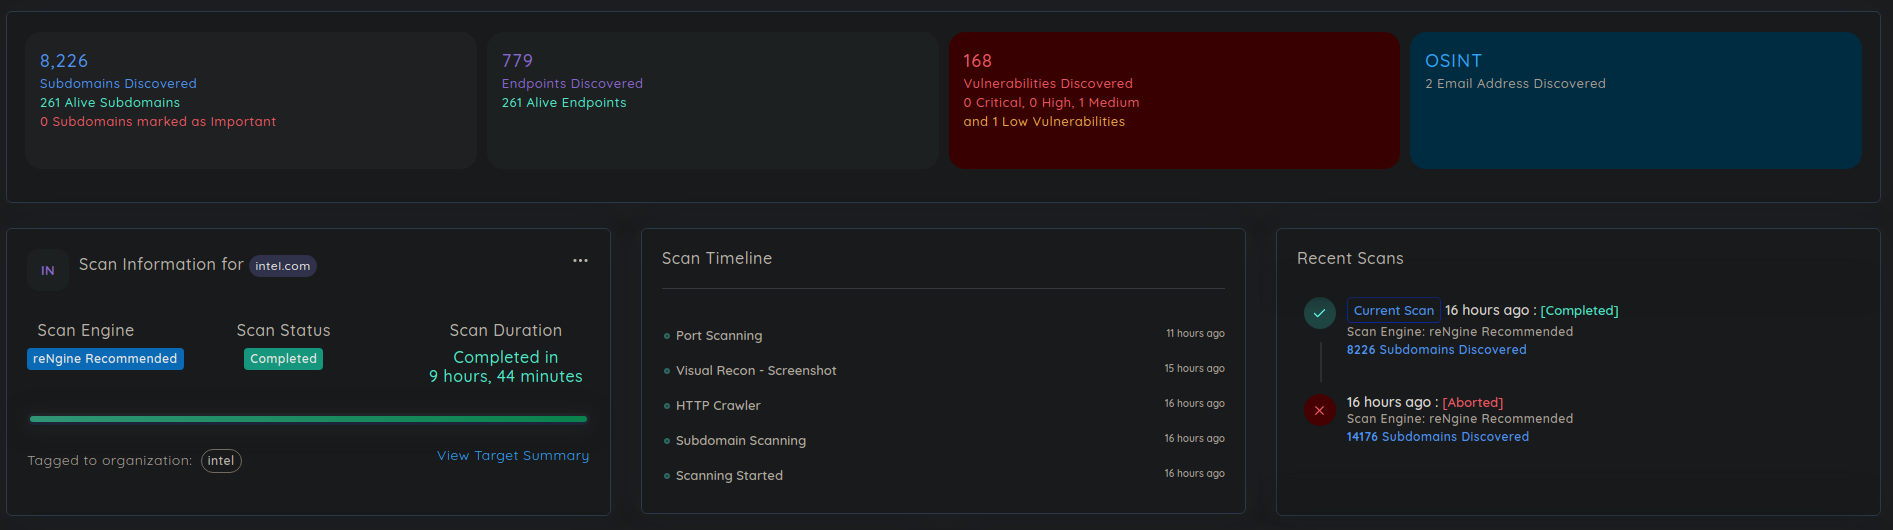 8,226
Subdomains Discovered
261 Alive Subdomains
0 Subdomains marked as Important
779
Endpoints Discovered
261 Alive Endpoints
168
Vulnerabilities Discovered
0 Critical, 0 High, 1 Medium
and 1 Low Vulnerabilities
OSINT
2 Email Address Discovered
IN
Scan Information for intel.com
Scan Engine
reNgine Recommended
Scan Status
Completed
Scan Duration
Completed in
9 hours, 44 minutes
Tagged to organization: intel
View Target Summary
Scan Timeline
Port Scanning 11 hours ago
Visual Recon - Screenshot 15 hours ago
HTTP Crawler 16 hours ago
Subdomain Scanning 16 hours ago
Scanning Started 16 hours ago
Recent Scans
Current Scan 16 hours ago : [Completed]
Scan Engine: reNgine Recommended
8226 Subdomains Discovered
16 hours ago : [Aborted]
Scan Engine: reNgine Recommended
14176 Subdomains Discovered